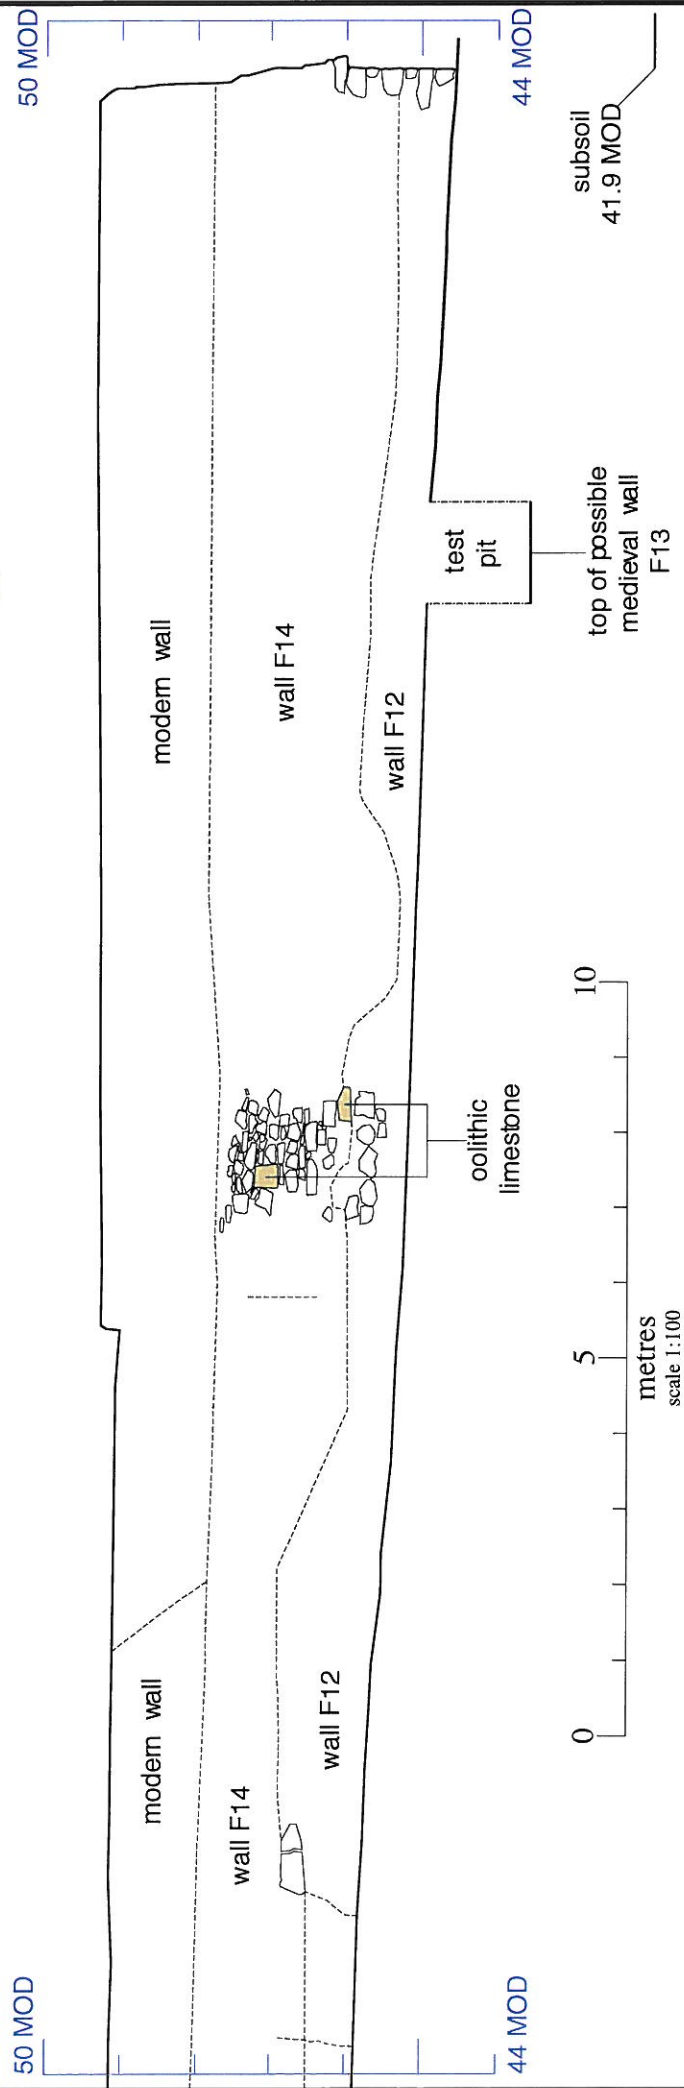 50 MOD
44 MOD
modern wall
wall F14
wall F12
modern wall
wall F14
wall F12
test
pit
top of possible
medieval wall
F13
subsoil
41.9 MOD
oolithic
limestone
0
5
10
metres
scale 1:100
50 MOD
44 MOD